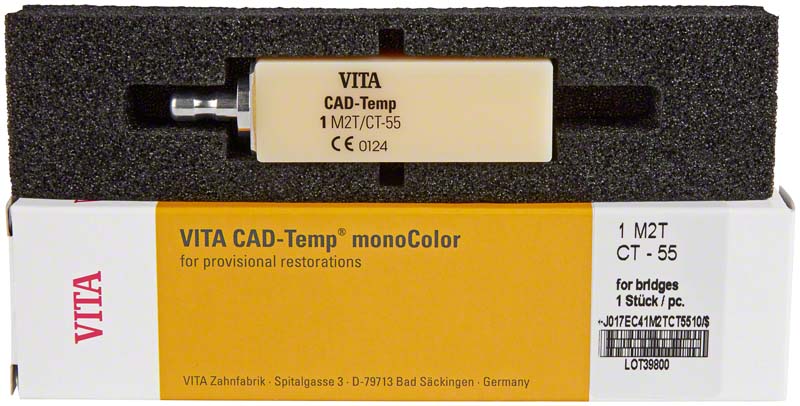 VITA
CAD-Temp
1 M2T/CT-55
CE 0124
VITA
VITA CAD-Temp® monoColor
for provisional restorations
VITA Zahnfabrik · Spitalgasse 3 · D-79713 Bad Säckingen · Germany
1 M2T
CT - 55
for bridges
1 Stück / pc.
+J017EC41M2TCT5510/$
LOT39800